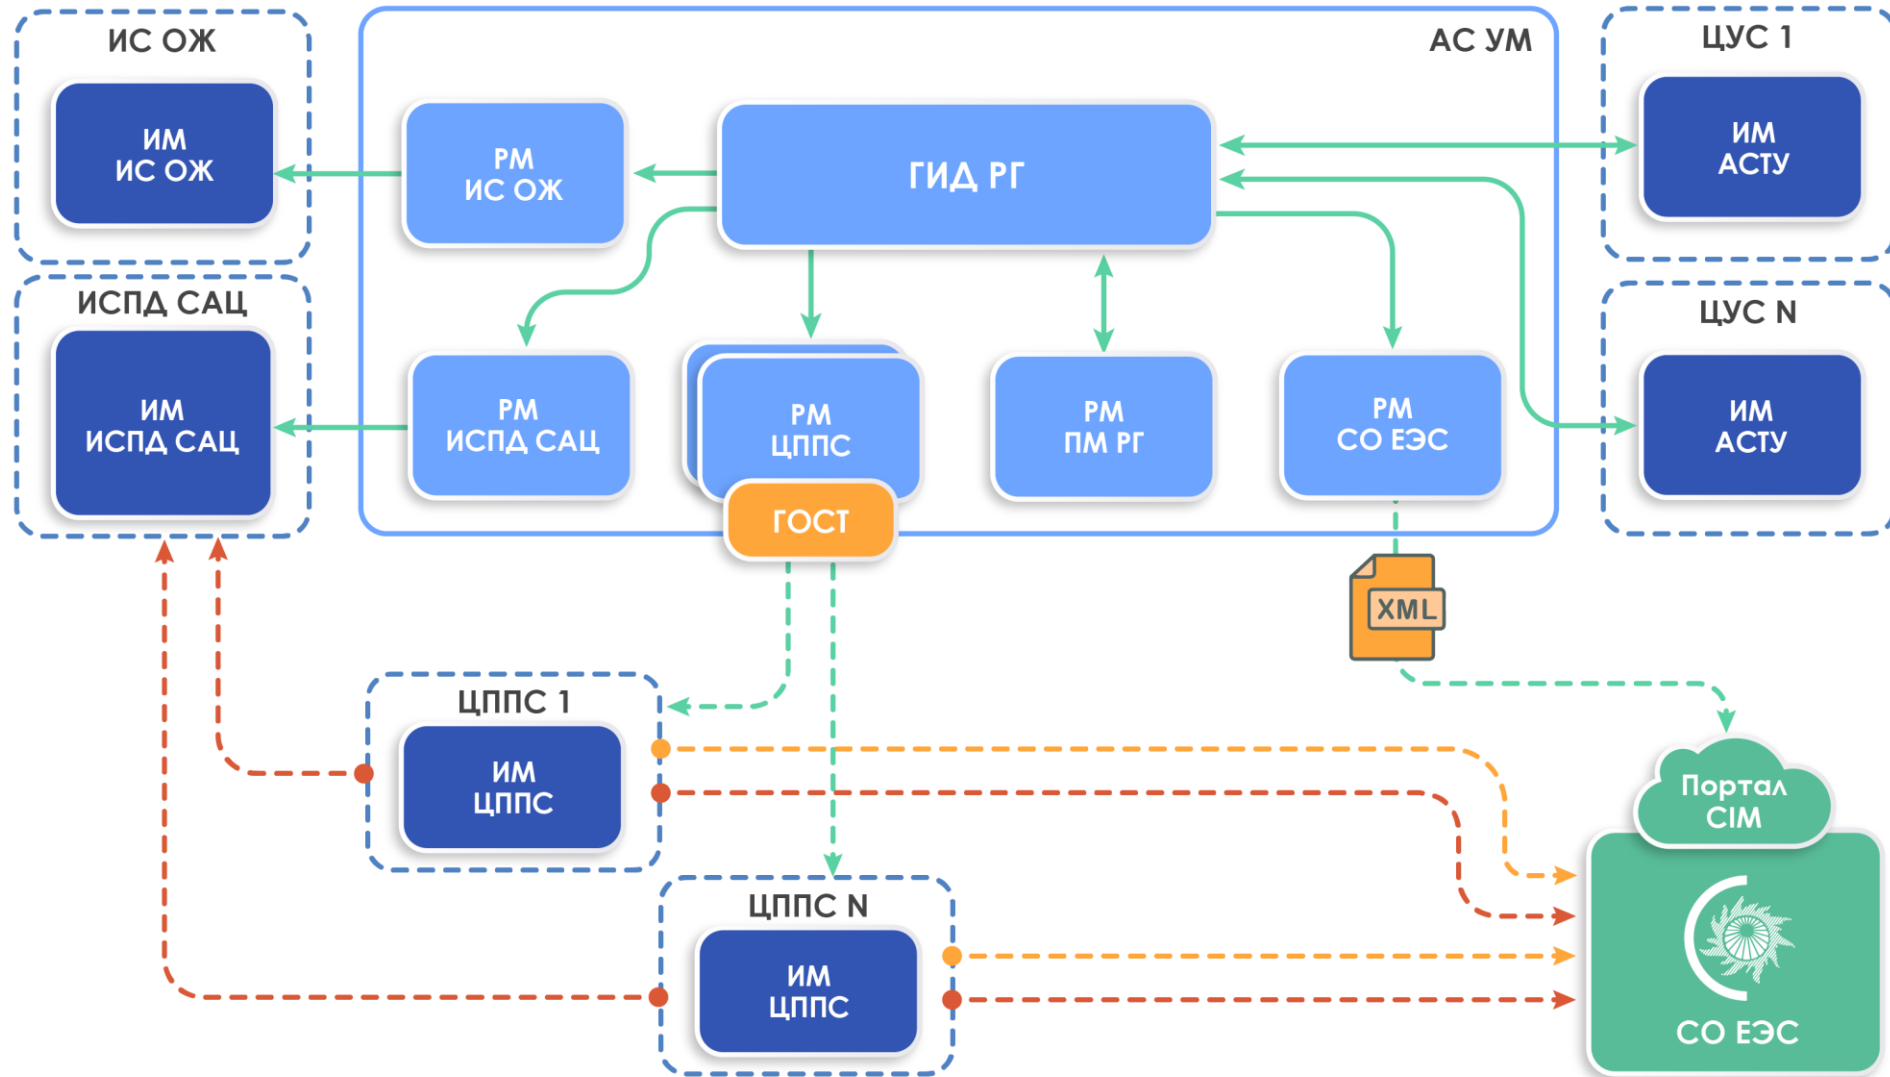 ИС ОЖ
ИМ
ИС ОЖ
ИСПД САЦ
ИМ
ИСПД САЦ
АС УМ
РМ
ИС ОЖ
ГИД РГ
РМ
ИСПД САЦ
РМ
ЦППС
ГОСТ
РМ
ПМ РГ
РМ
СО ЕЭС
ЦУС 1
ИМ
АСТУ
ЦУС N
ИМ
АСТУ
XML
ЦППС 1
ИМ
ЦППС
ЦППС N
ИМ
ЦППС
Портал
CIM
СО ЕЭС